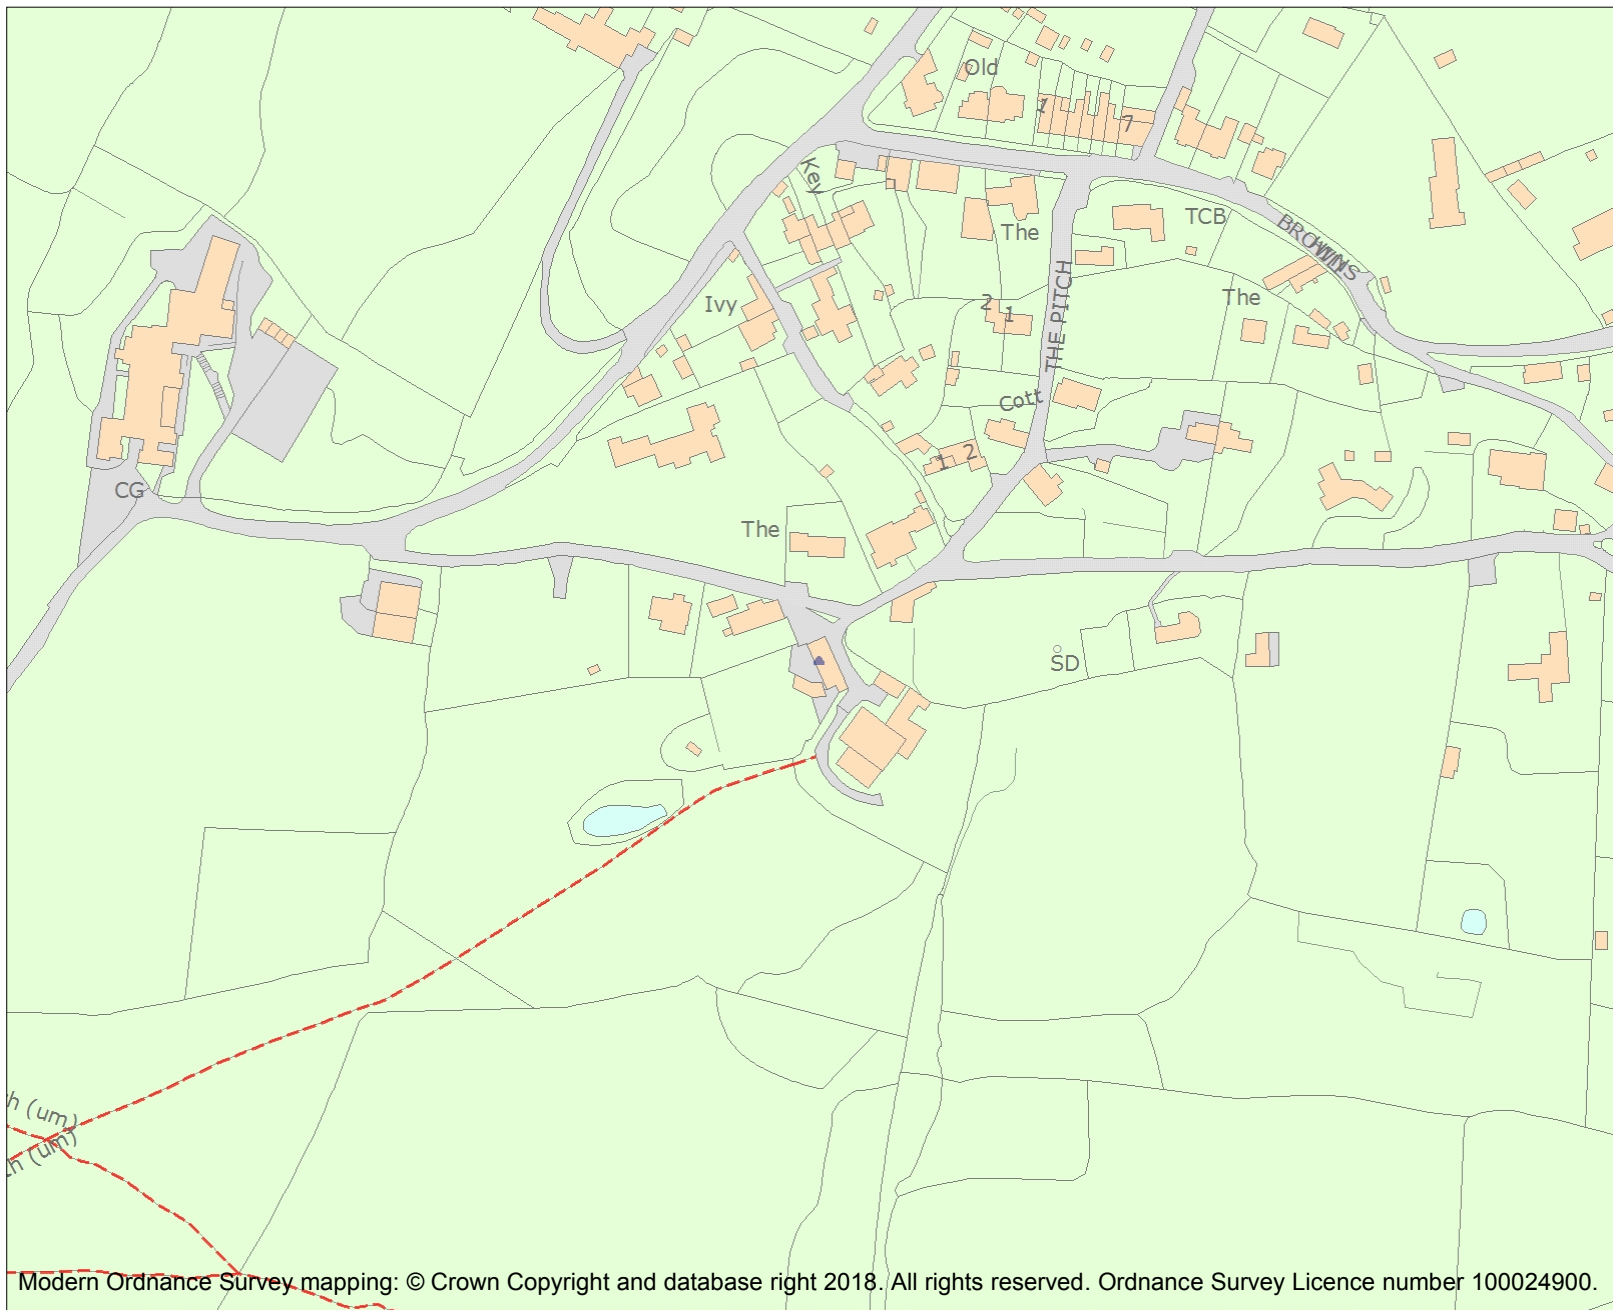 Old
1
7
Key
The
TCB
BROWNS
HILL
2
1
THE PITCH
The
Ivy
Cott
1
2
CG
The
SD
h (um)
th (um)
Modern Ordnance Survey mapping: © Crown Copyright and database right 2018. All rights reserved. Ordnance Survey Licence number 100024900.